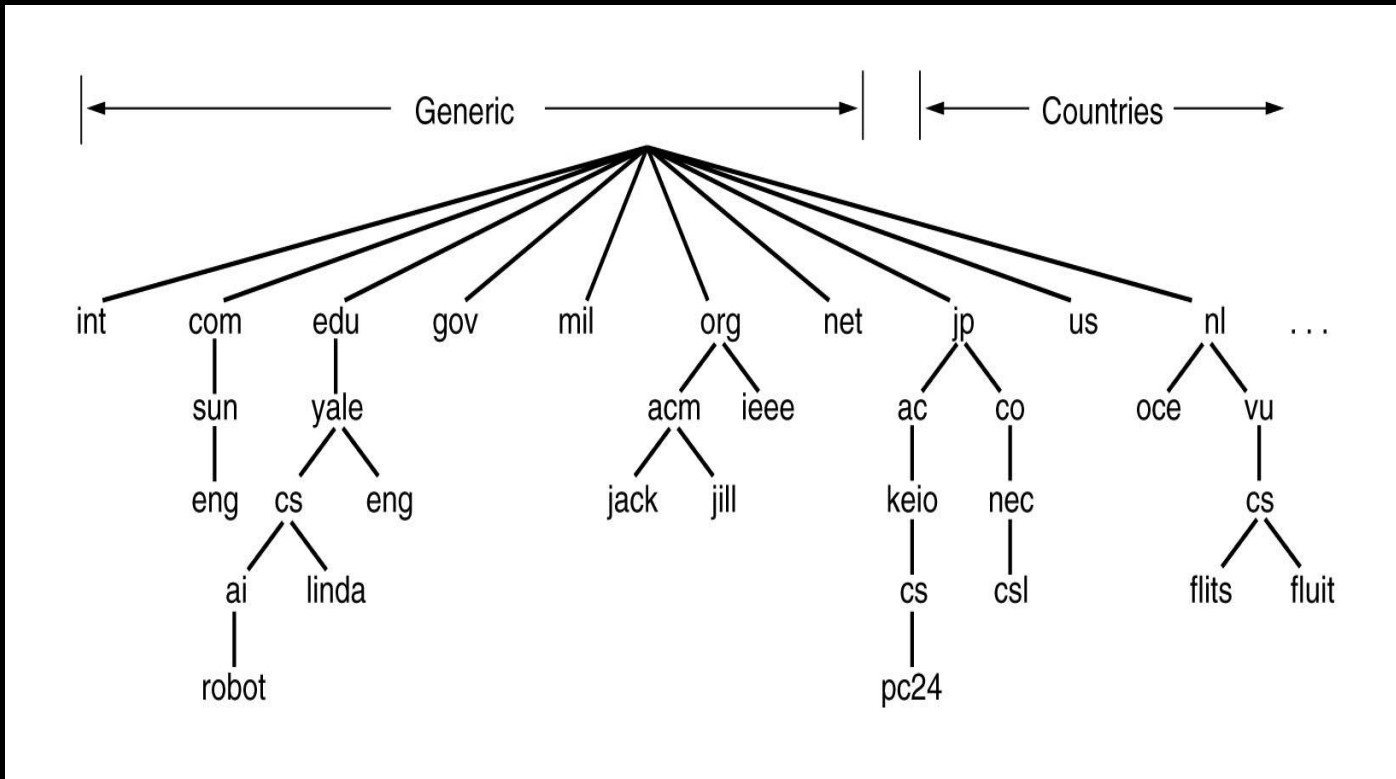 Generic Countries
int com edu gov mil org net jp us nl . . .
sun yale acm ieee ac co oce vu
eng cs eng jack jill keio nec cs
ai linda cs csl flits fluit
robot pc24